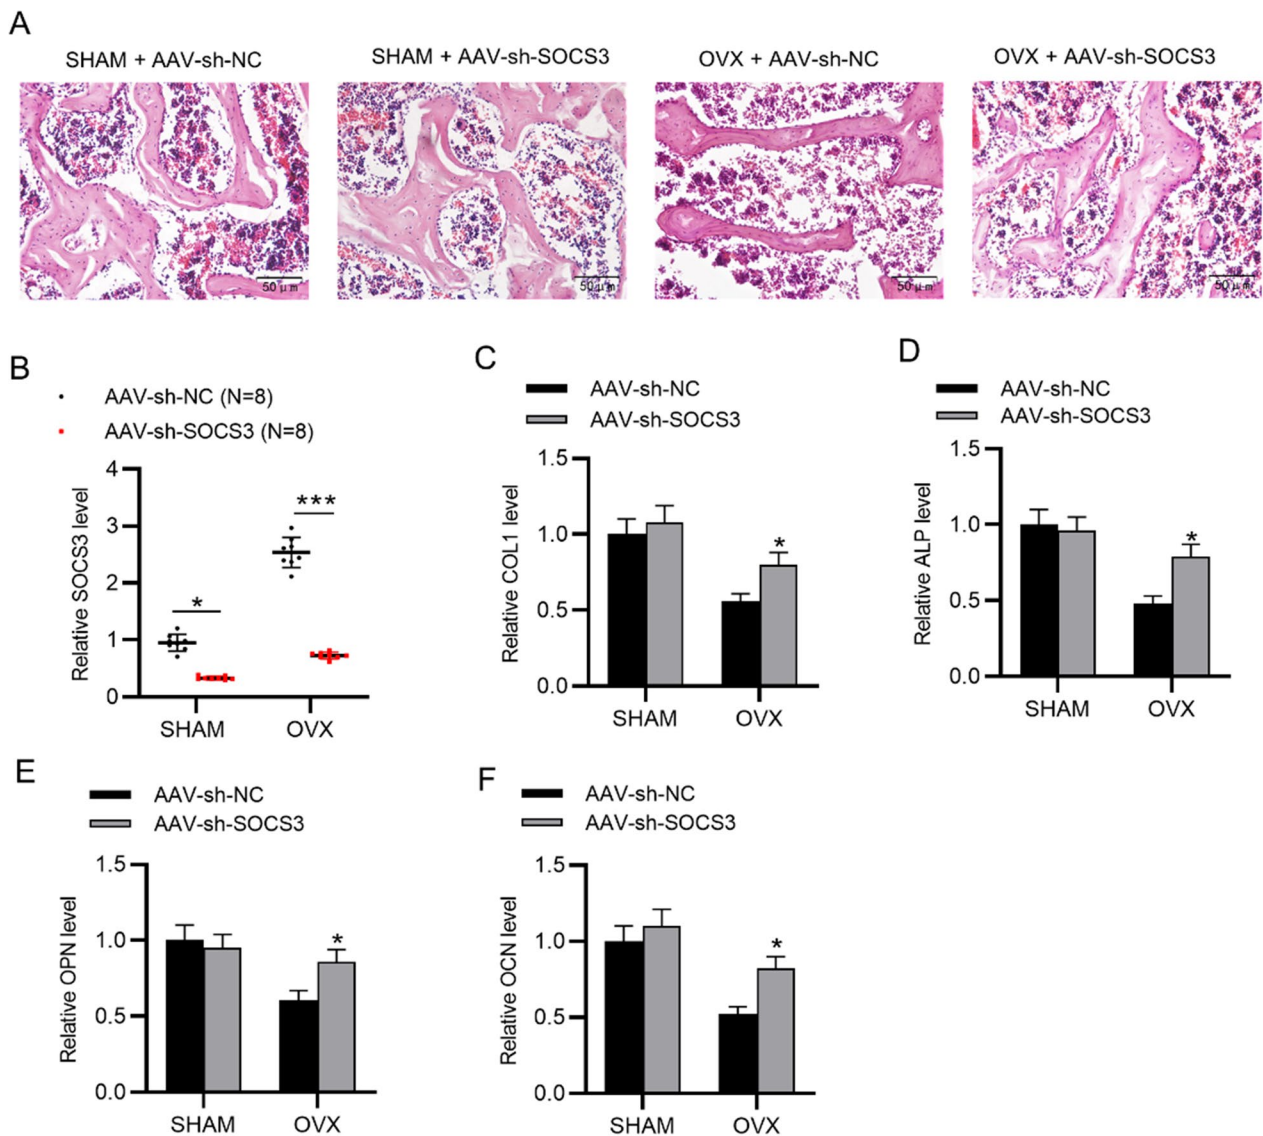 A
SHAM + AAV-sh-NC
SHAM + AAV-sh-SOCS3
OVX + AAV-sh-NC
OVX + AAV-sh-SOCS3
50 μm
50 μm
50 μm
50 μm
B
AAV-sh-NC (N=8)
AAV-sh-SOCS3 (N=8)
Relative SOCS3 level
4
3
2
1
0
*
***
SHAM
OVX
C
AAV-sh-NC
AAV-sh-SOCS3
Relative COL1 level
1.5
1.0
0.5
0.0
*
SHAM
OVX
D
AAV-sh-NC
AAV-sh-SOCS3
Relative ALP level
1.5
1.0
0.5
0.0
*
SHAM
OVX
E
AAV-sh-NC
AAV-sh-SOCS3
Relative OPN level
1.5
1.0
0.5
0.0
*
SHAM
OVX
F
AAV-sh-NC
AAV-sh-SOCS3
Relative OCN level
1.5
1.0
0.5
0.0
*
SHAM
OVX